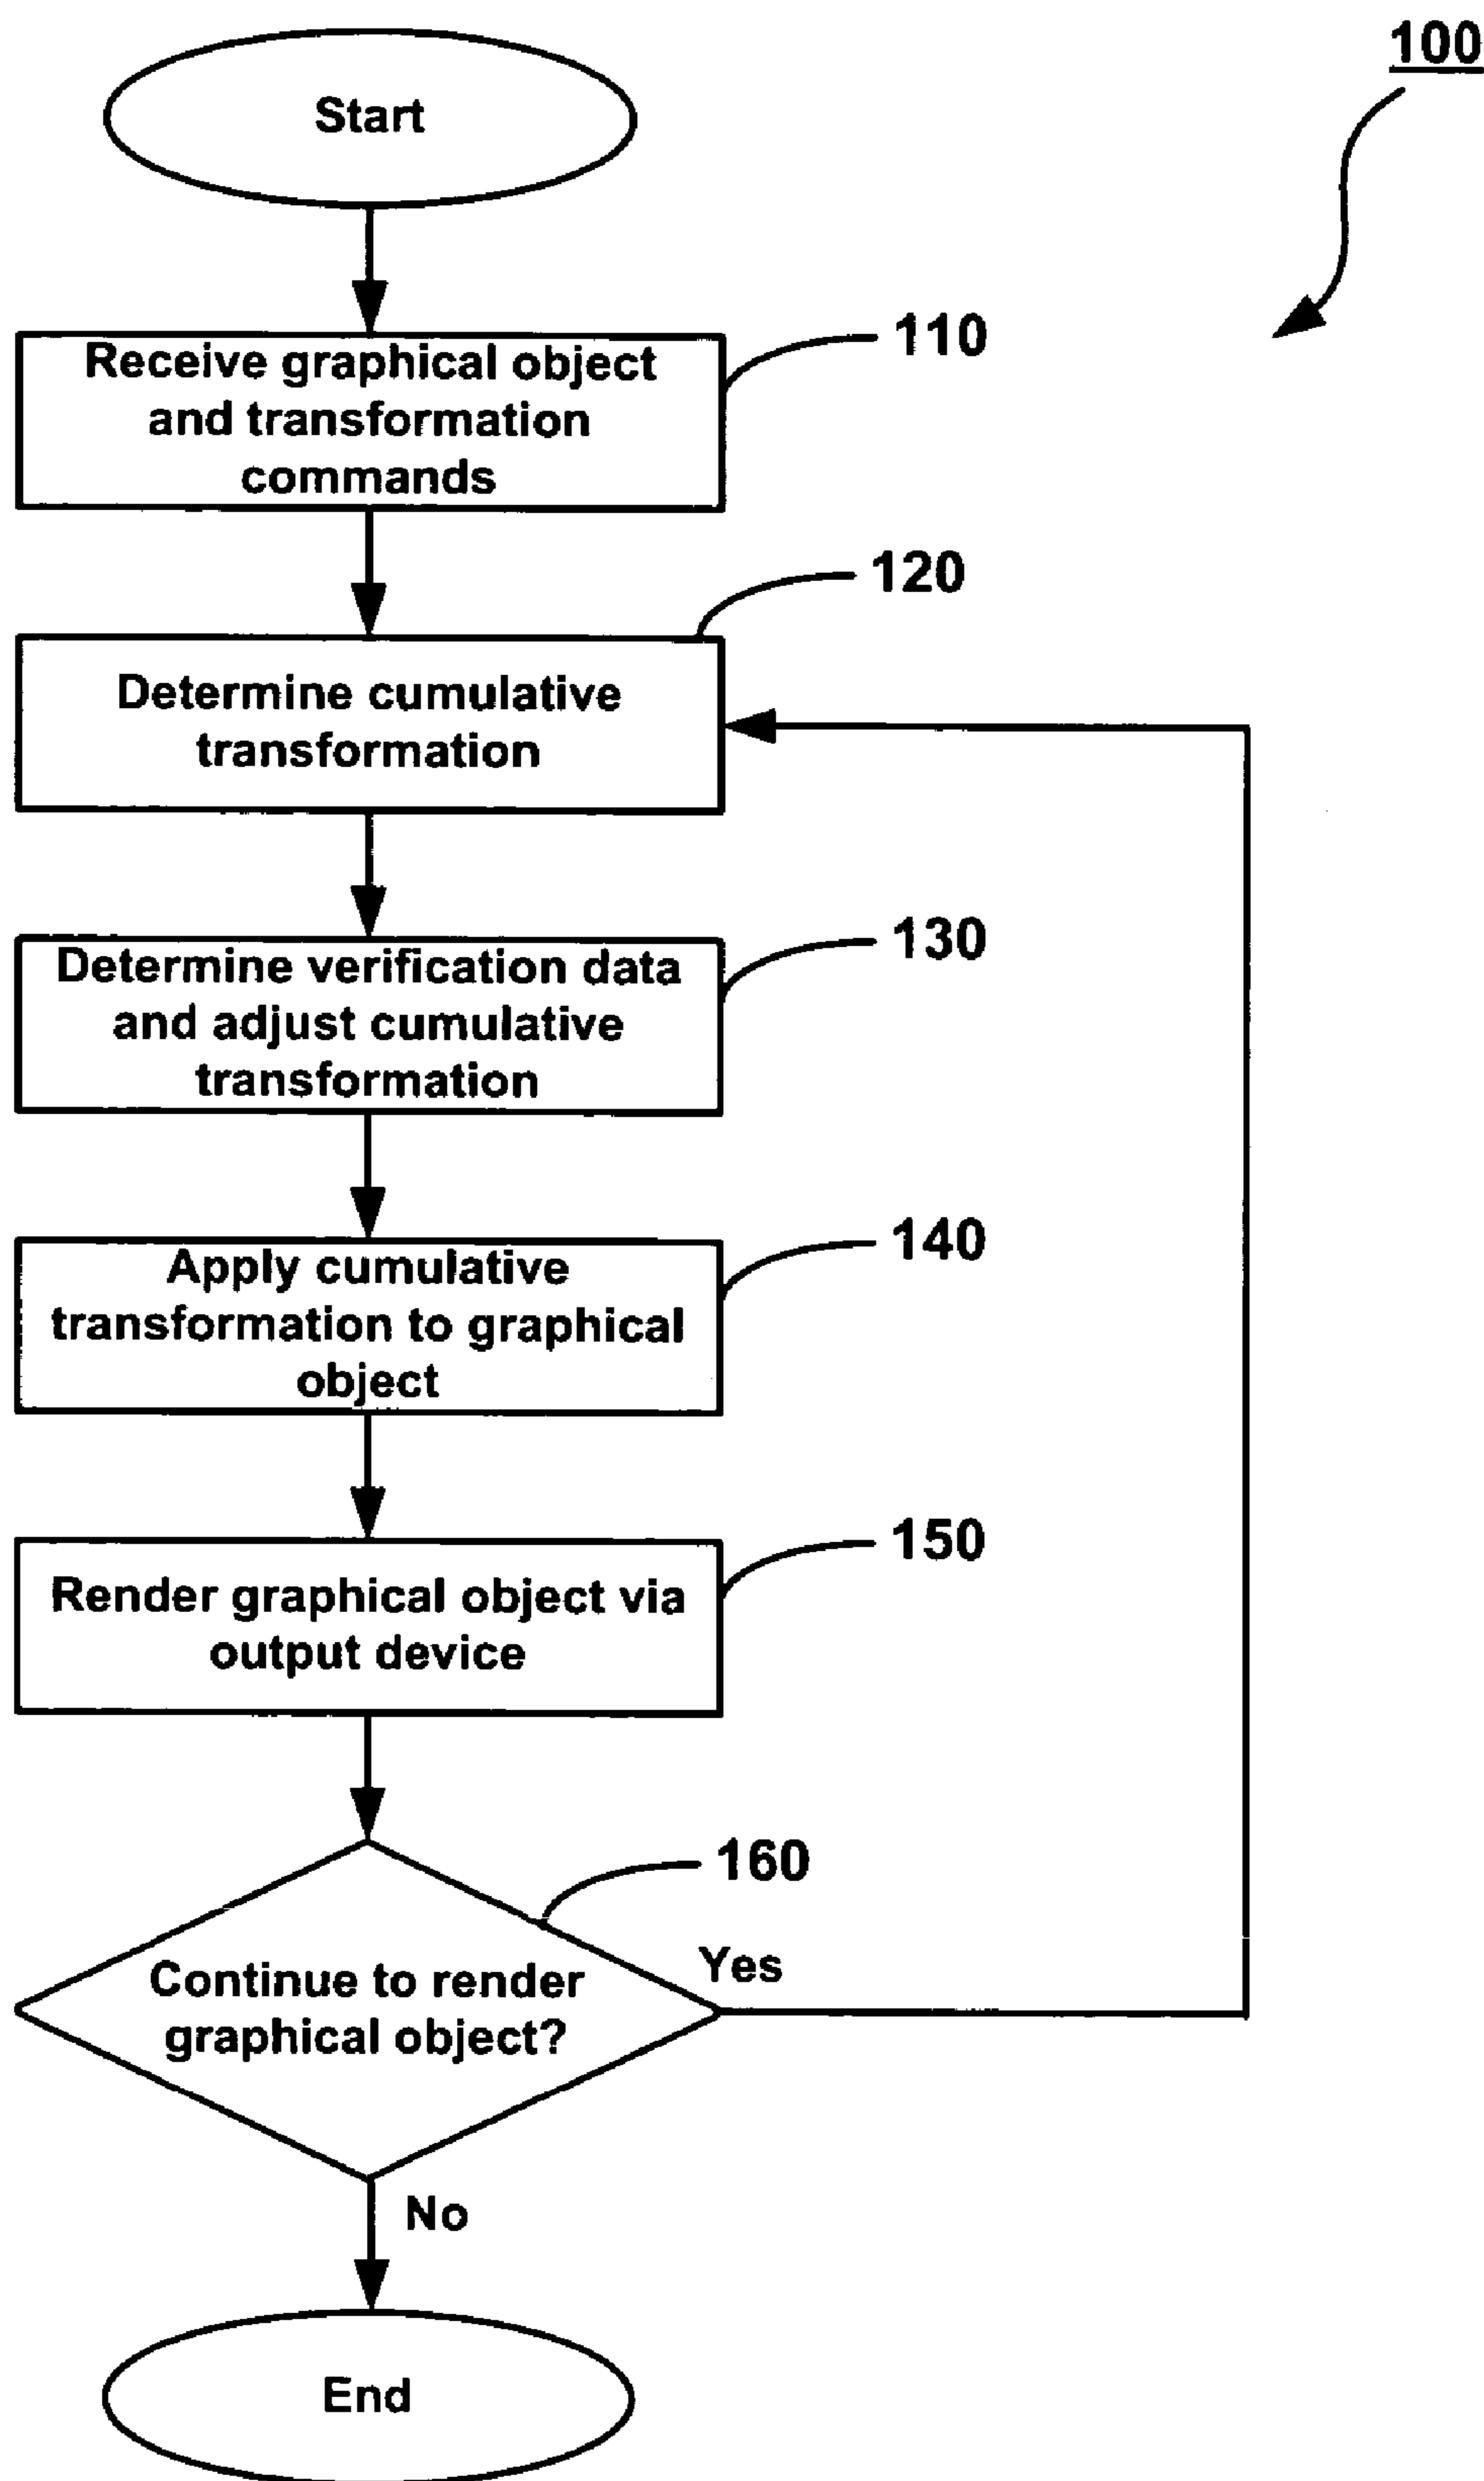 100
Start
Receive graphical object
and transformation
commands
110
120
Determine cumulative
transformation
130
Determine verification data
and adjust cumulative
transformation
140
Apply cumulative
transformation to graphical
object
150
Render graphical object via
output device
160
Continue to render
graphical object?
Yes
No
End